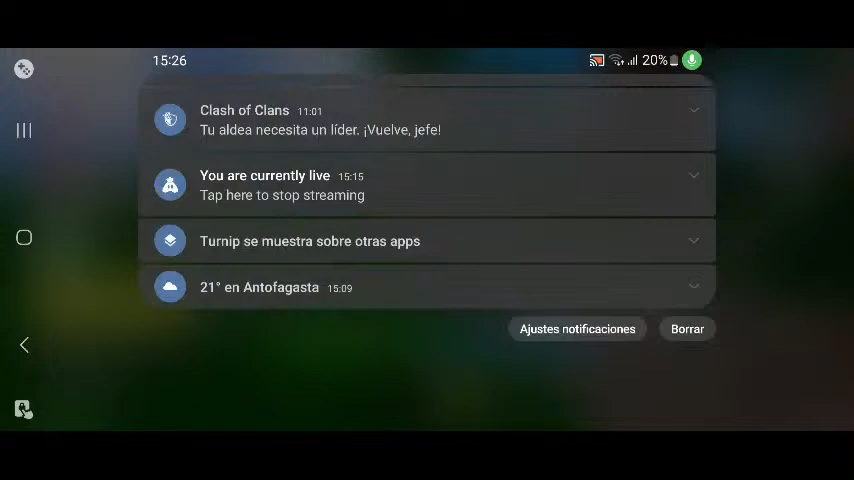 15:26
20%
Clash of Clans 11:01
Tu aldea necesita un líder. ¡Vuelve, jefe!
You are currently live 15:15
Tap here to stop streaming
Turnip se muestra sobre otras apps
21° en Antofagasta 15:09
Ajustes notificaciones
Borrar